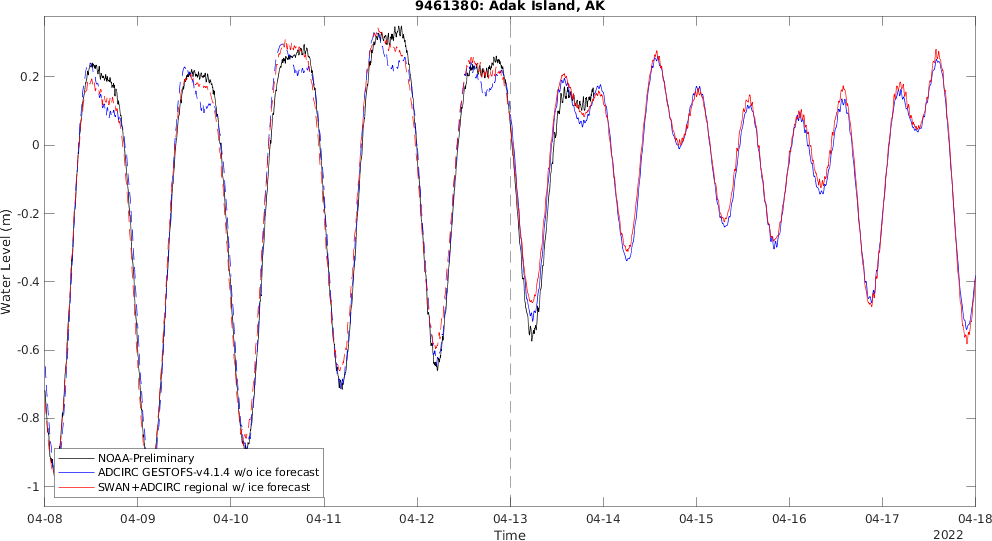 9461380: Adak Island, AK
0.2
0
-0.2
-0.4
-0.6
-0.8
-1
Water Level (m)
NOAA-Preliminary
ADCIRC GESTOFS-v4.1.4 w/o ice forecast
SWAN+ADCIRC regional w/ ice forecast
04-08 04-09 04-10 04-11 04-12 04-13 04-14 04-15 04-16 04-17 04-18
Time
2022